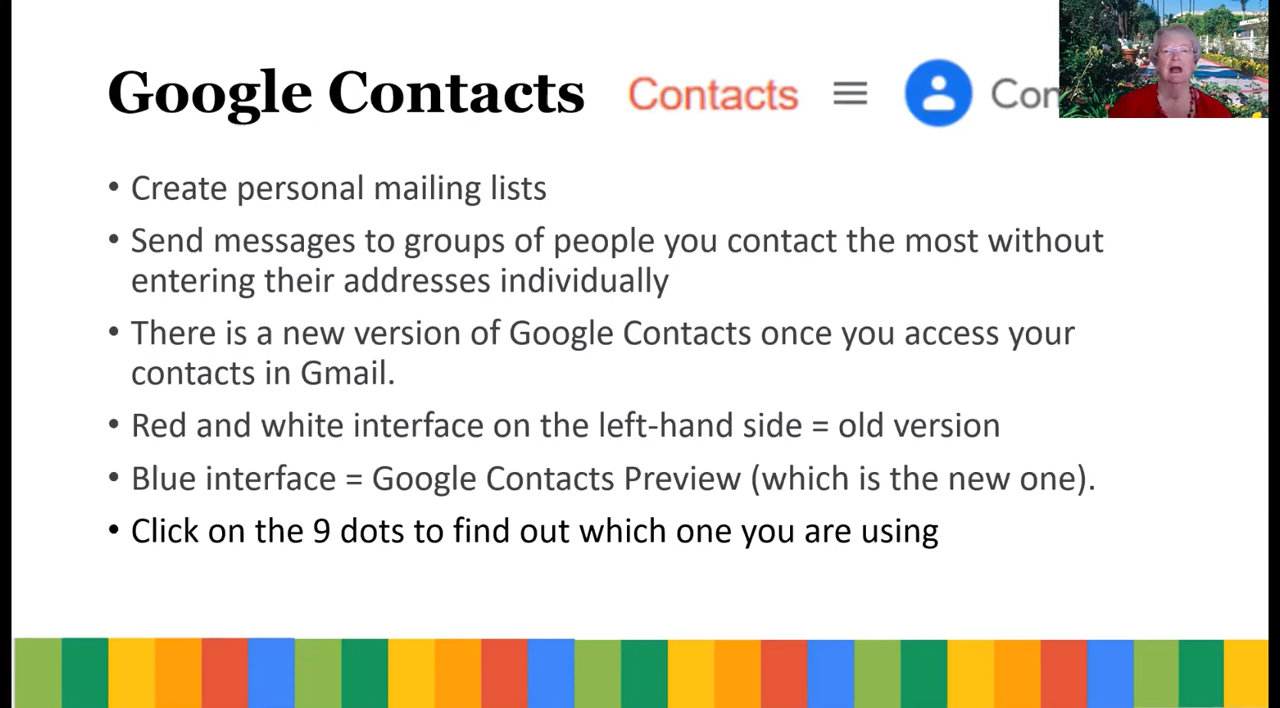 Google Contacts Contacts Con
• Create personal mailing lists
• Send messages to groups of people you contact the most without
entering their addresses individually
• There is a new version of Google Contacts once you access your
contacts in Gmail.
• Red and white interface on the left-hand side = old version
• Blue interface = Google Contacts Preview (which is the new one).
• Click on the 9 dots to find out which one you are using